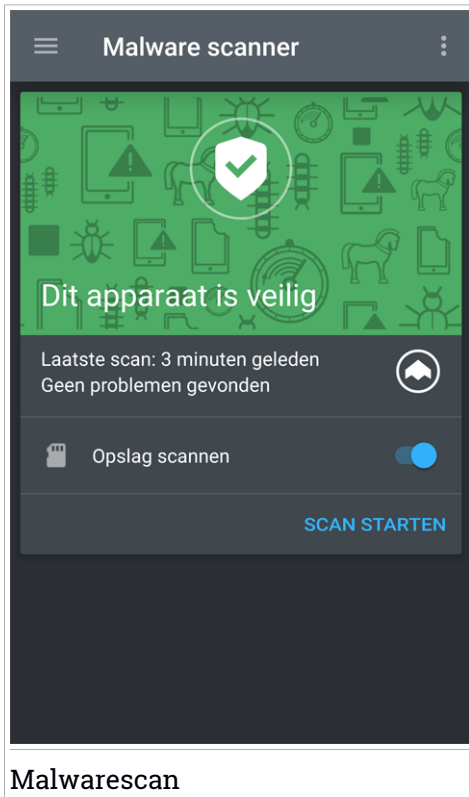 Malware scanner
Dit apparaat is veilig
Laatste scan: 3 minuten geleden
Geen problemen gevonden
Opslag scannen
SCAN STARTEN
Malwarescan